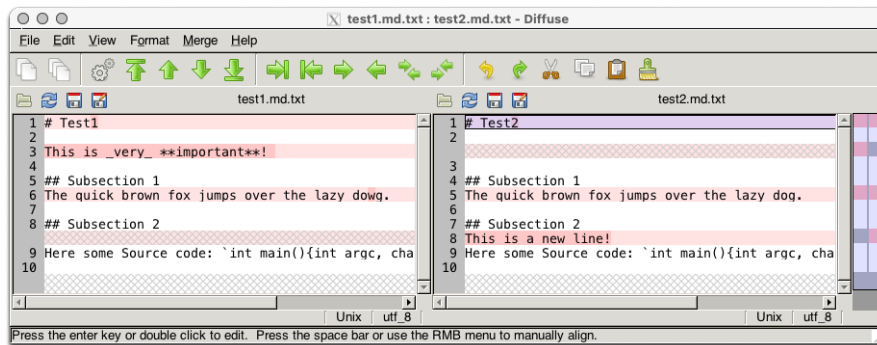 test1.md.txt : test2.md.txt - Diffuse
File Edit View Format Merge Help
test1.md.txt
1 # Test1
2
3 This is _very_ **important**!
4
5 ## Subsection 1
6 The quick brown fox jumps over the lazy dowg.
7
8 ## Subsection 2
9 Here some Source code: `int main(){int argc, cha
10
Unix utf_8
test2.md.txt
1 # Test2
2
3
4 ## Subsection 1
5 The quick brown fox jumps over the lazy dog.
6
7 ## Subsection 2
8 This is a new line!
9 Here some Source code: `int main(){int argc, cha
10
Unix utf_8
Press the enter key or double click to edit. Press the space bar or use the RMB menu to manually align.